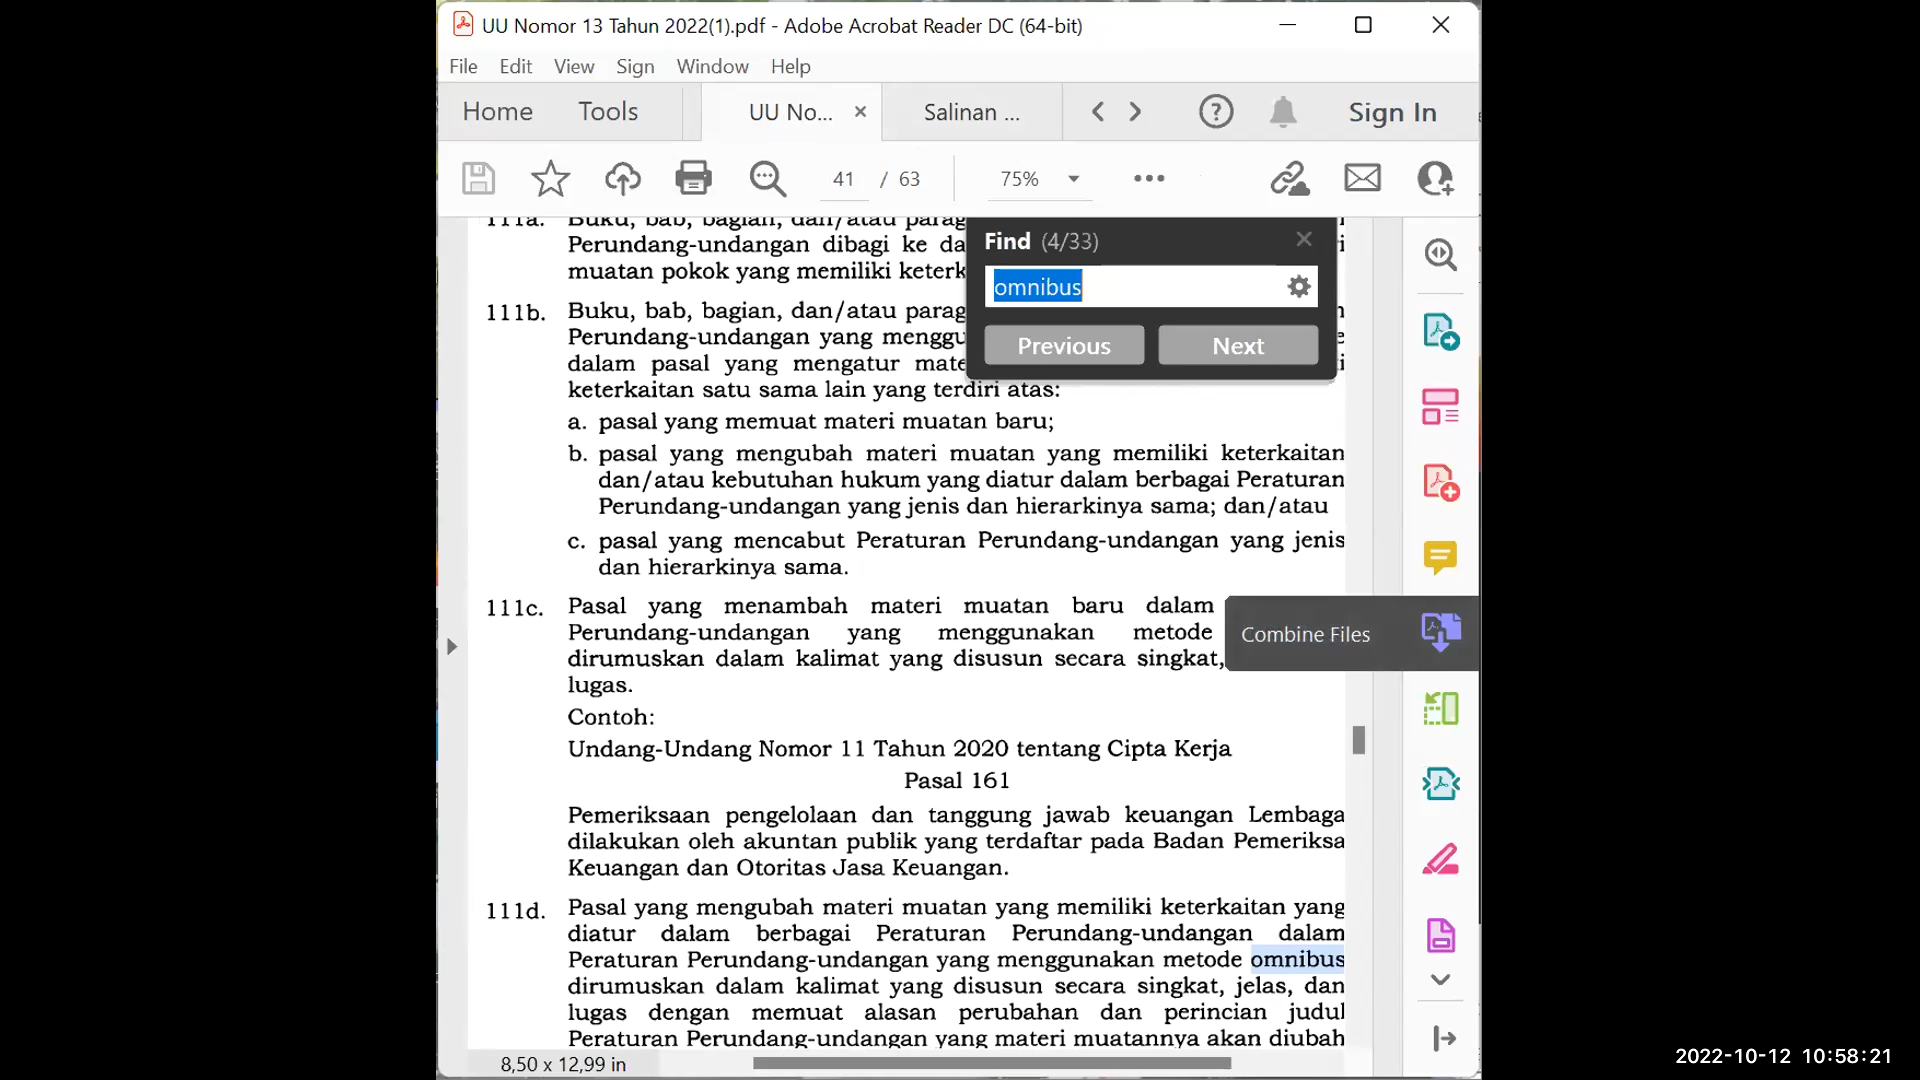 UU Nomor 13 Tahun 2022(1).pdf - Adobe Acrobat Reader DC (64-bit)
File Edit View Sign Window Help
Home Tools UU No... Salinan ... Sign In
41 / 63 75%
111a. Buku, bab, bagian, dan/atau parag
Perundang-undangan dibagi ke da
muatan pokok yang memiliki keterk
Find (4/33)
omnibus
Previous Next
111b. Buku, bab, bagian, dan/atau parag
Perundang-undangan yang menggu
dalam pasal yang mengatur mate
keterkaitan satu sama lain yang terdiri atas:
a. pasal yang memuat materi muatan baru;
b. pasal yang mengubah materi muatan yang memiliki keterkaitan
dan/atau kebutuhan hukum yang diatur dalam berbagai Peraturan
Perundang-undangan yang jenis dan hierarkinya sama; dan/atau
c. pasal yang mencabut Peraturan Perundang-undangan yang jenis
dan hierarkinya sama.
111c. Pasal yang menambah materi muatan baru dalam
Perundang-undangan yang menggunakan metode
dirumuskan dalam kalimat yang disusun secara singkat,
lugas.
Combine Files
Contoh:
Undang-Undang Nomor 11 Tahun 2020 tentang Cipta Kerja
Pasal 161
Pemeriksaan pengelolaan dan tanggung jawab keuangan Lembaga
dilakukan oleh akuntan publik yang terdaftar pada Badan Pemeriksa
Keuangan dan Otoritas Jasa Keuangan.
111d. Pasal yang mengubah materi muatan yang memiliki keterkaitan yang
diatur dalam berbagai Peraturan Perundang-undangan dalam
Peraturan Perundang-undangan yang menggunakan metode omnibus
dirumuskan dalam kalimat yang disusun secara singkat, jelas, dan
lugas dengan memuat alasan perubahan dan perincian judul
Peraturan Perundang-undangan yang materi muatannya akan diubah
8,50 x 12,99 in
2022-10-12 10:58:21